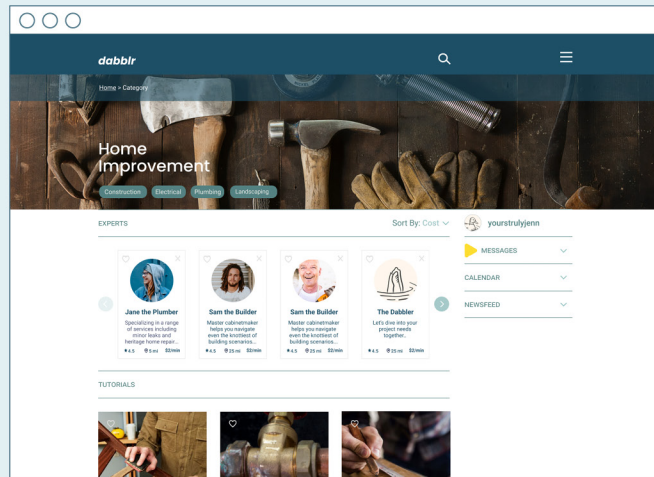 dabblr
Home > Category
Home
Improvement
Construction
Electrical
Plumbing
Landscaping
EXPERTS
Sort By: Cost
yourstrulyjenn
MESSAGES
CALENDAR
NEWSFEED
Jane the Plumber
Specializing in a range
of services including
minor leaks and
heritage home repair...
4.5 5 mi $2/min
Sam the Builder
Master cabinetmaker
helps you navigate
even the knottiest of
building scenarios...
4.5 25 mi $2/min
Sam the Builder
Master cabinetmaker
helps you navigate
even the knottiest of
building scenarios...
4.5 25 mi $2/min
The Dabbler
Let's dive into your
project needs
together..
4.5 25 mi $2/min
TUTORIALS